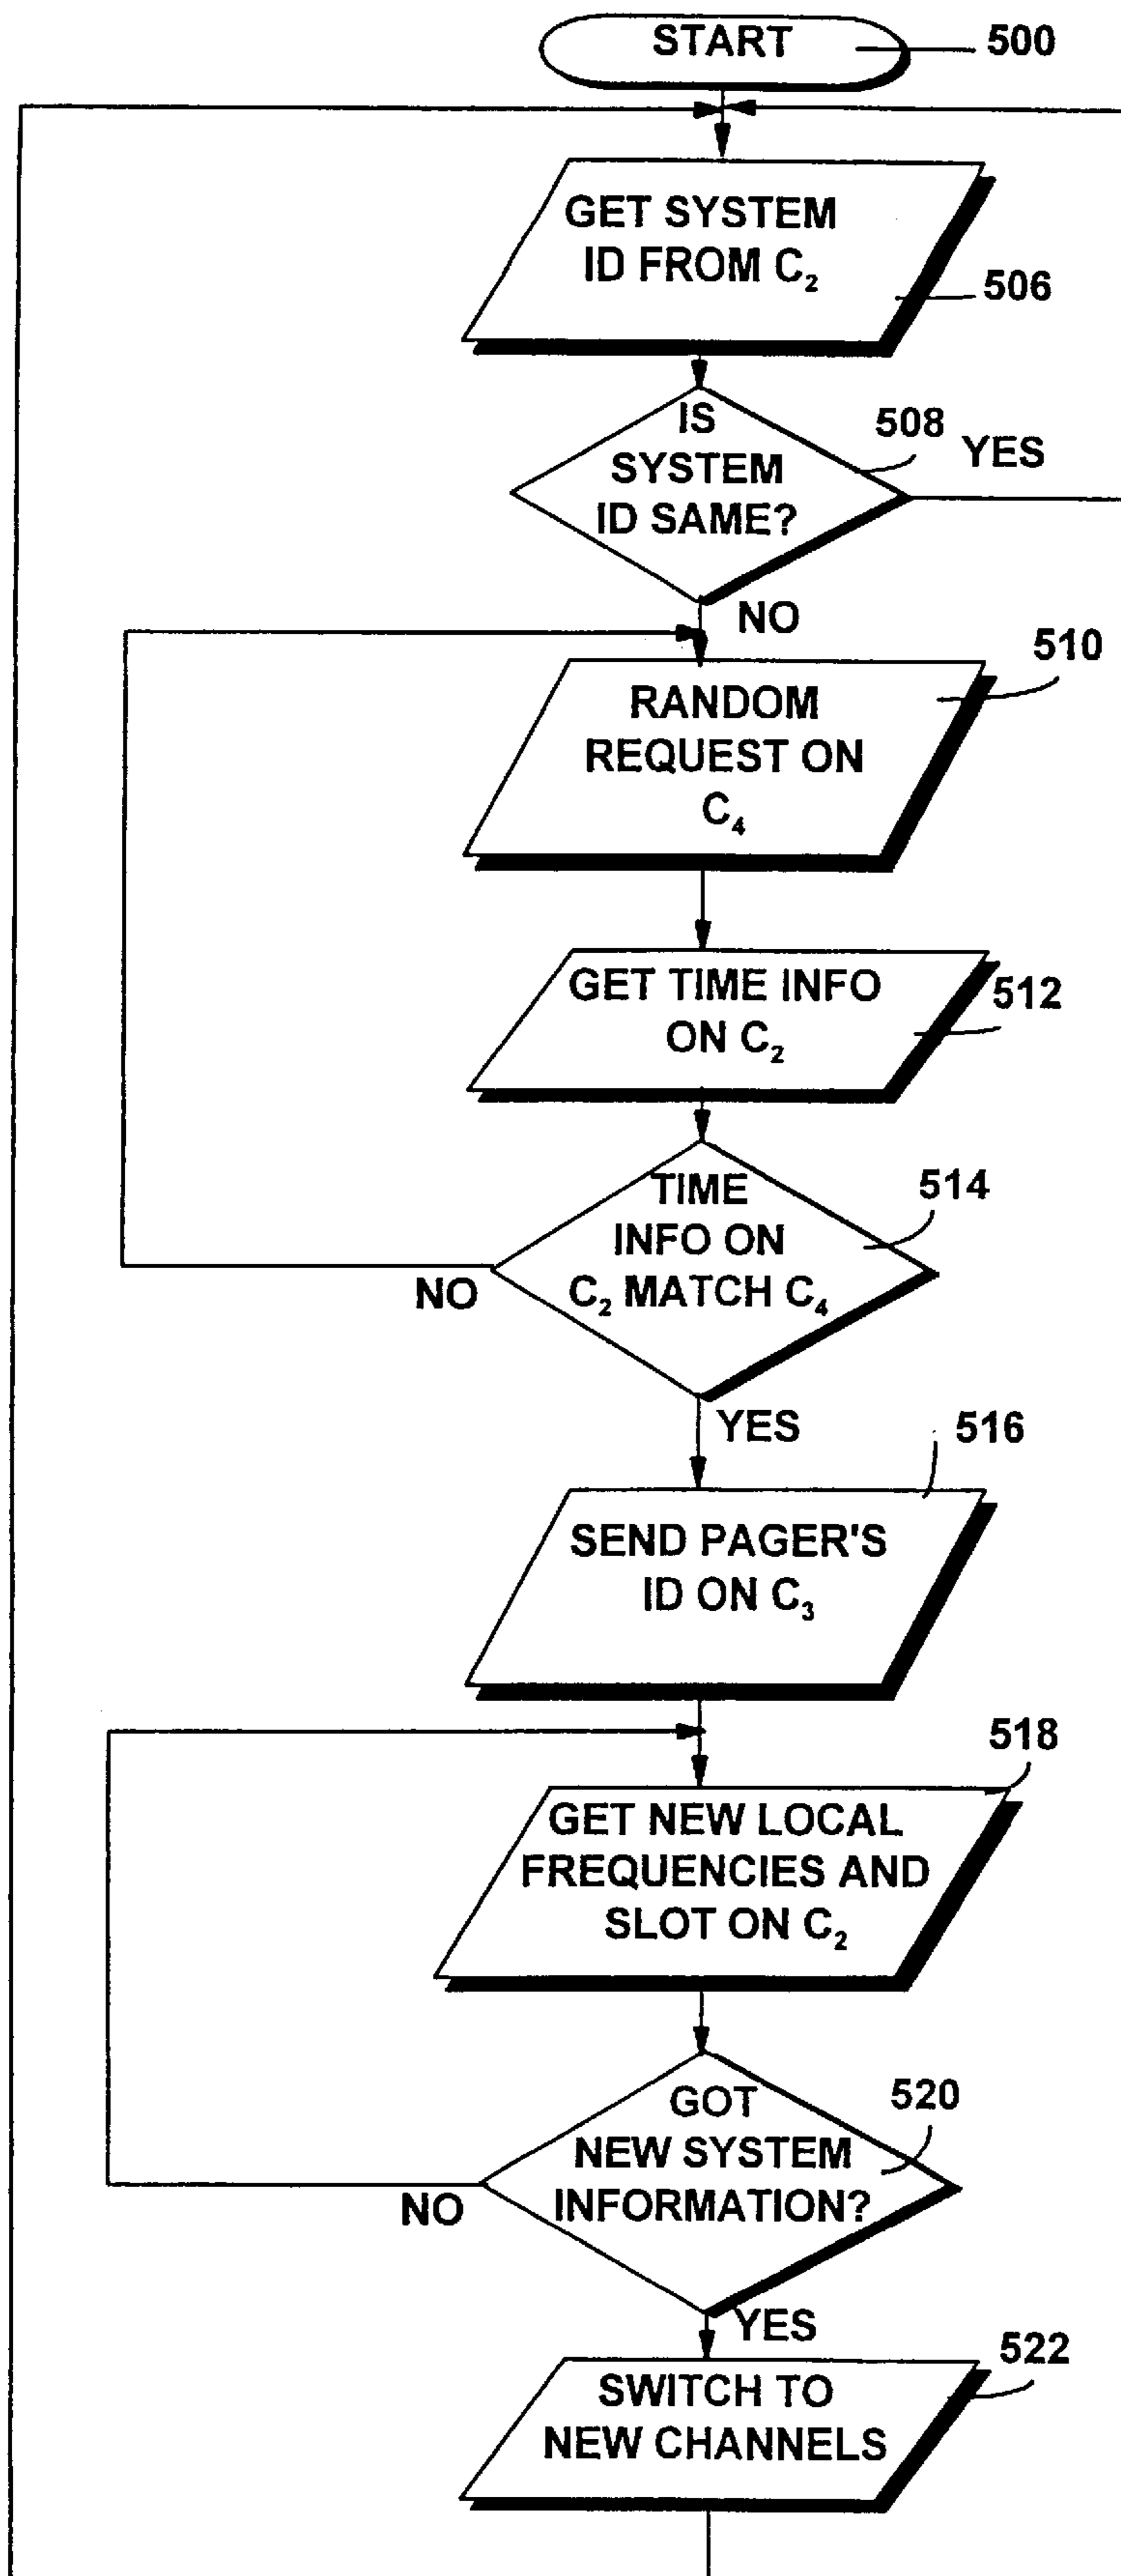 START
500
GET SYSTEM
ID FROM C₂
506
IS
SYSTEM
ID SAME?
508
YES
NO
RANDOM
REQUEST ON
C₄
510
GET TIME INFO
ON C₂
512
TIME
INFO ON
C₂ MATCH C₄
514
NO
YES
SEND PAGER'S
ID ON C₃
516
GET NEW LOCAL
FREQUENCIES AND
SLOT ON C₂
518
GOT
NEW SYSTEM
INFORMATION?
520
NO
YES
SWITCH TO
NEW CHANNELS
522